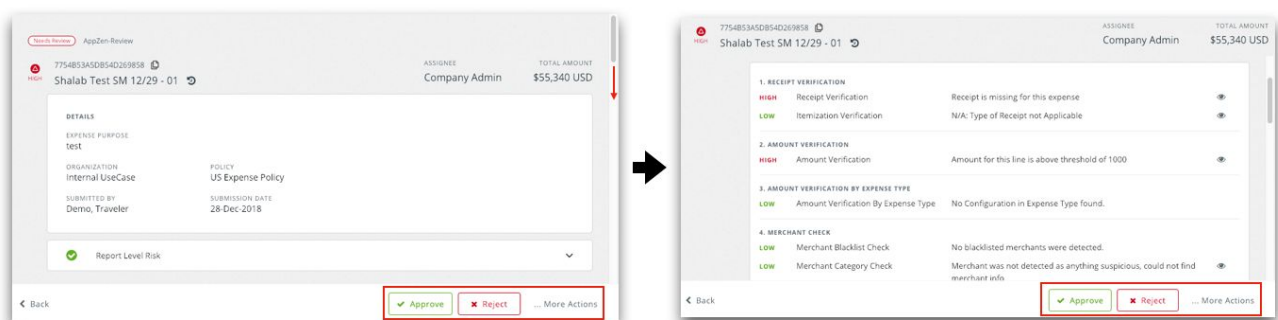 Needs Review AppZen-Review
7754B53A5DB54D269858
HIGH Shalab Test SM 12/29 - 01
ASSIGNEE
Company Admin
TOTAL AMOUNT
$55,340 USD
DETAILS
EXPENSE PURPOSE
test
ORGANIZATION
Internal UseCase
POLICY
US Expense Policy
SUBMITTED BY
Demo, Traveler
SUBMISSION DATE
28-Dec-2018
Report Level Risk
Back
Approve
Reject
... More Actions
7754B53A5DB54D269858
HIGH Shalab Test SM 12/29 - 01
ASSIGNEE
Company Admin
TOTAL AMOUNT
$55,340 USD
1. RECEIPT VERIFICATION
HIGH Receipt Verification Receipt is missing for this expense
LOW Itemization Verification N/A: Type of Receipt not Applicable
2. AMOUNT VERIFICATION
HIGH Amount Verification Amount for this line is above threshold of 1000
3. AMOUNT VERIFICATION BY EXPENSE TYPE
LOW Amount Verification By Expense Type No Configuration in Expense Type found.
4. MERCHANT CHECK
LOW Merchant Blacklist Check No blacklisted merchants were detected.
LOW Merchant Category Check Merchant was not detected as anything suspicious, could not find
merchant info
Back
Approve
Reject
... More Actions